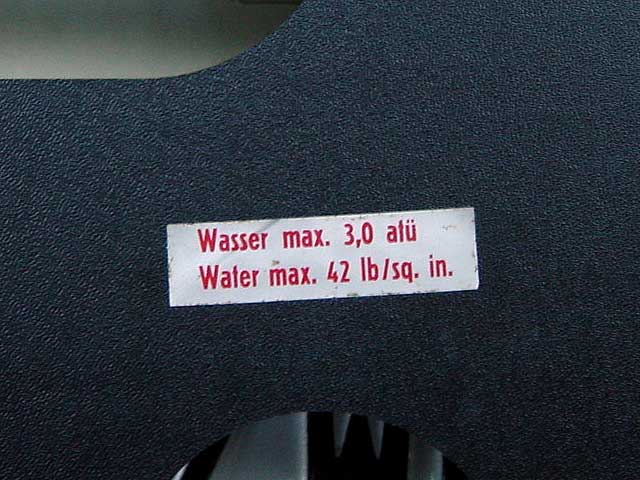 Wasser max. 3,0 atü
Water max. 42 lb/sq. in.